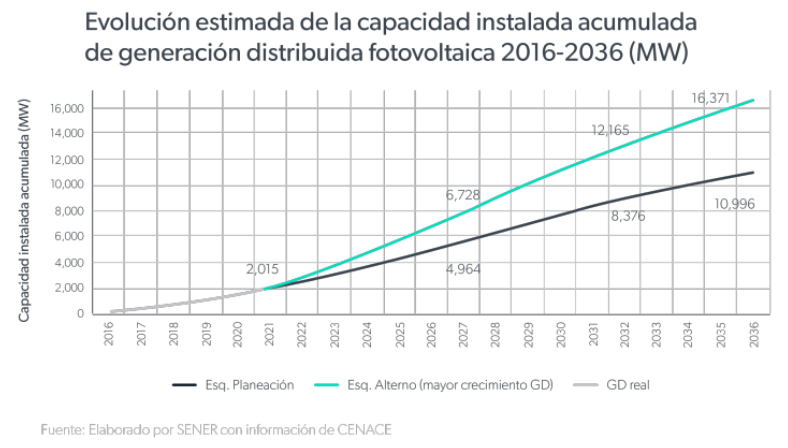 Evolución estimada de la capacidad instalada acumulada
de generación distribuida fotovoltaica 2016-2036 (MW)
Capacidad instalada acumulada (MW)
16,000
14,000
12,000
10,000
8,000
6,000
4,000
2,000
0
2,015
6,728
4,964
12,165
8,376
16,371
10,996
2016 2017 2018 2019 2020 2021 2022 2023 2024 2025 2026 2027 2028 2029 2030 2031 2032 2033 2034 2035 2036
Esq. Planeación Esq. Alterno (mayor crecimiento GD) GD real
Fuente: Elaborado por SENER con información de CENACE